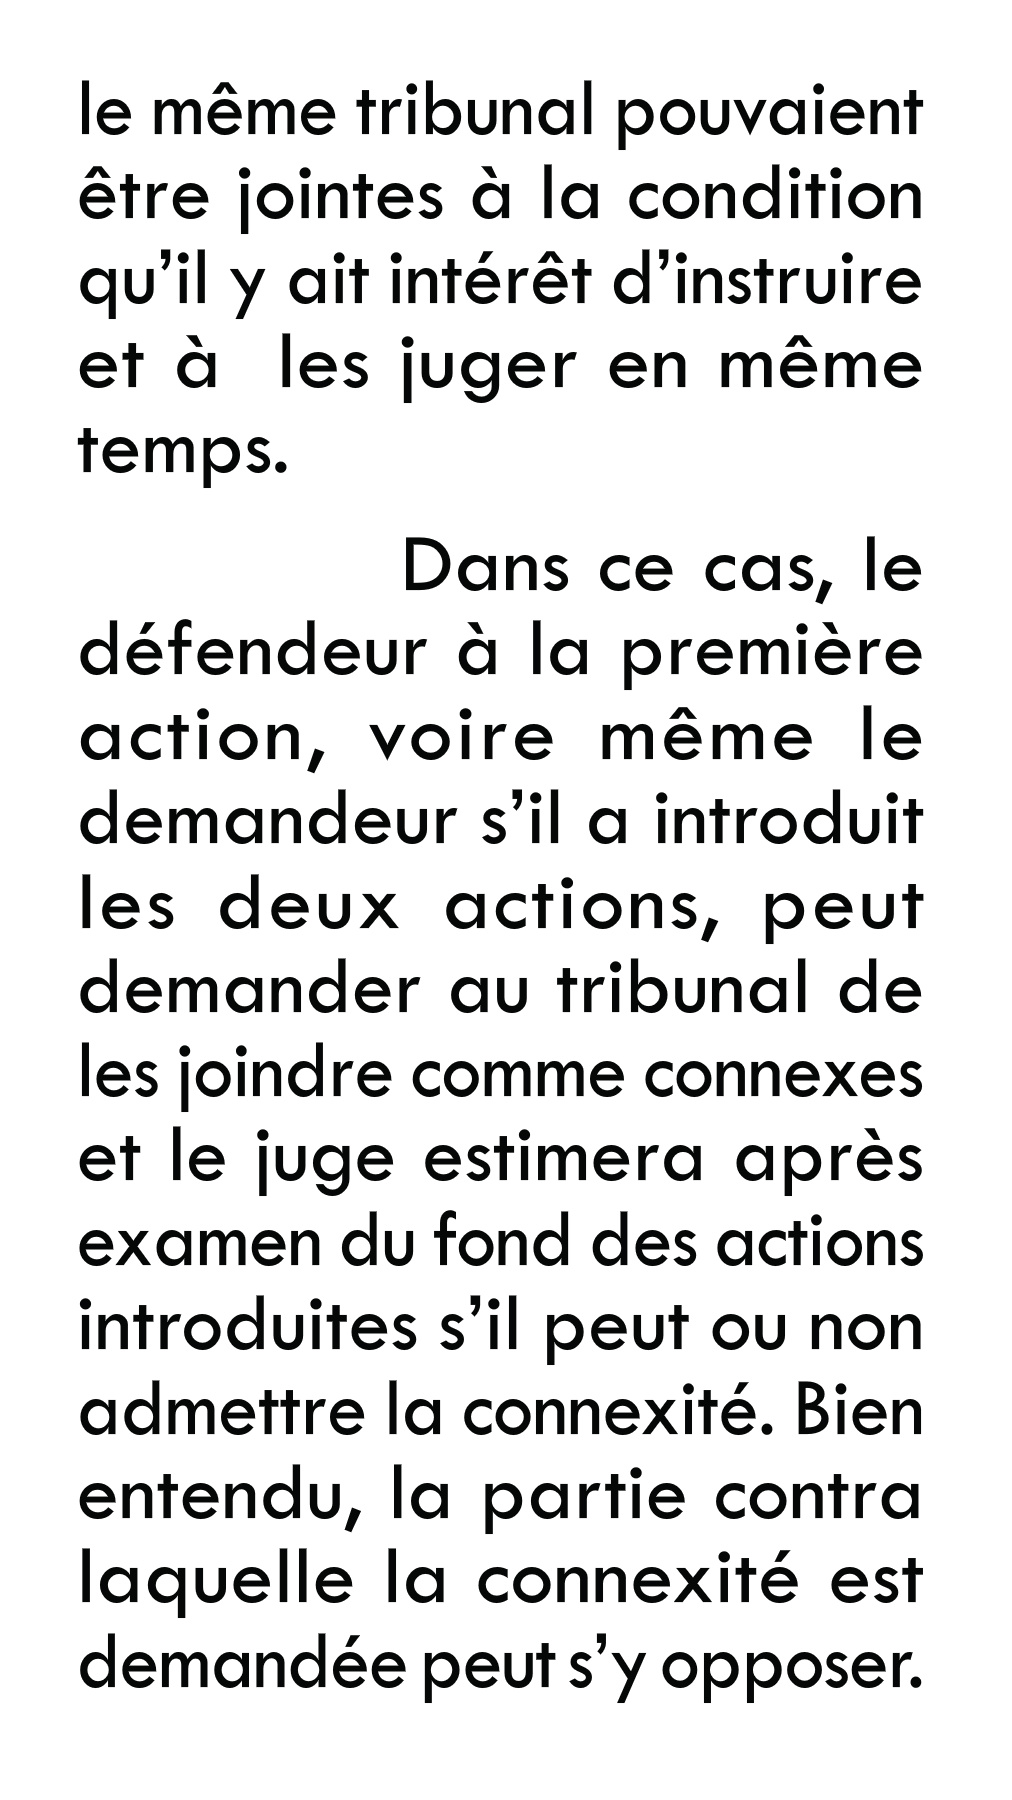 le même tribunal pouvaient
être jointes à la condition
qu’il y ait intérêt d’instruire
et à  les juger en même
temps.
Dans ce cas, le
défendeur à la première
action, voire même le
demandeur s’il a introduit
les deux actions, peut
demander au tribunal de
les joindre comme connexes
et le juge estimera après
examen du fond des actions
introduites s’il peut ou non
admettre la connexité. Bien
entendu, la partie contra
laquelle la connexité est
demandée peut s’y opposer.